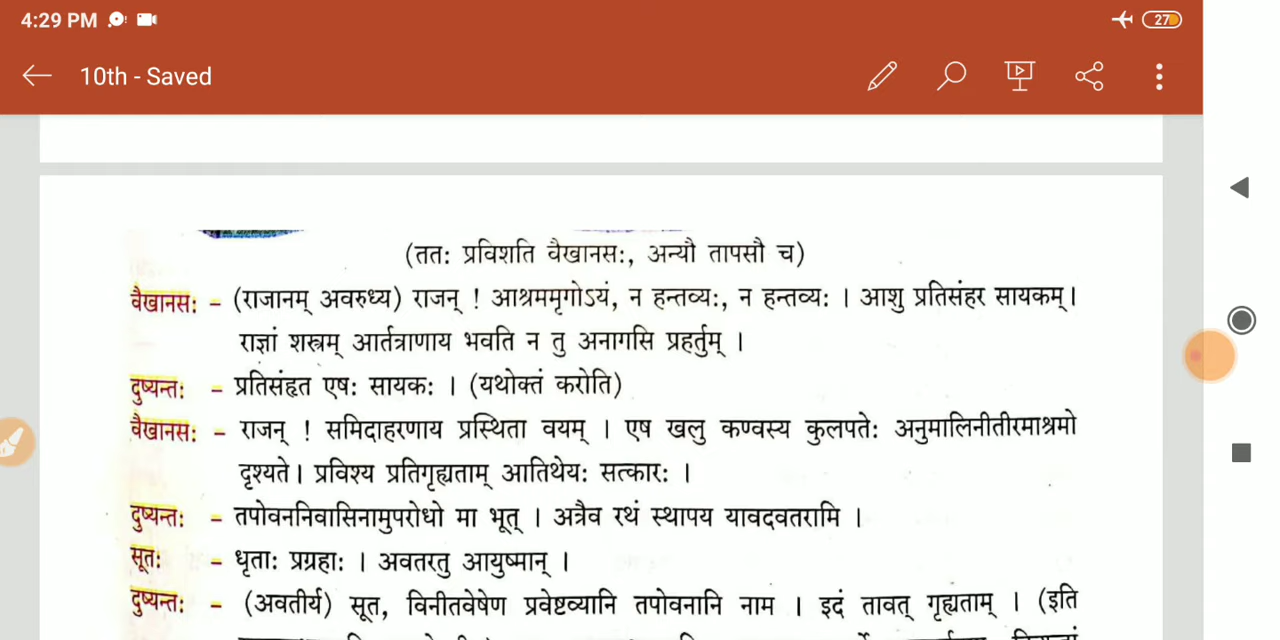 4:29 PM
27
10th - Saved
(ततः प्रविशति वैखानसः, अन्यौ तापसौ च)
वैखानसः - (राजानम् अवरुध्य) राजन् ! आश्रममृगोऽयं, न हन्तव्यः, न हन्तव्यः । आशु प्रतिसंहर सायकम्।
राज्ञां शस्त्रम् आर्तत्राणाय भवति न तु अनागसि प्रहर्तुम् ।
दुष्यन्तः - प्रतिसंहृत एषः सायकः । (यथोक्तं करोति)
वैखानसः - राजन् ! समिदाहरणाय प्रस्थिता वयम् । एष खलु कण्वस्य कुलपतेः अनुमालिनीतीरमाश्रमो
दृश्यते। प्रविश्य प्रतिगृह्यताम् आतिथेयः सत्कारः ।
दुष्यन्तः - तपोवननिवासिनामुपरोधो मा भूत् । अत्रैव रथं स्थापय यावदवतरामि ।
सूतः - धृताः प्रग्रहाः । अवतरतु आयुष्मान् ।
दुष्यन्तः - (अवतीर्य) सूत, विनीतवेषेण प्रवेष्टव्यानि तपोवनानि नाम । इदं तावत् गृह्यताम् । (इति